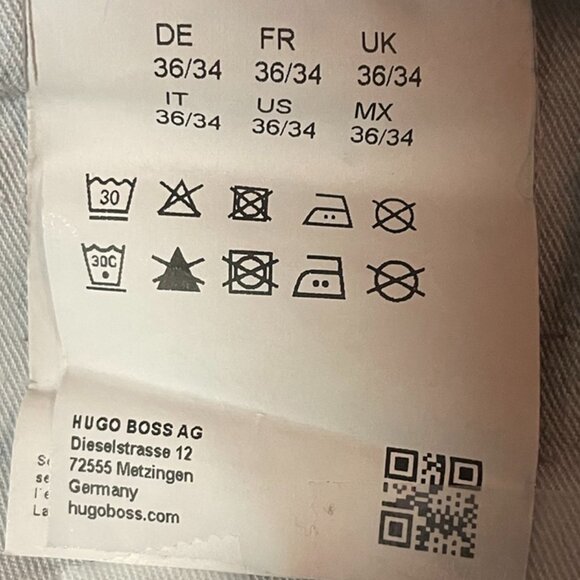 DE FR UK
36/34 36/34 36/34
IT US MX
36/34 36/34 36/34
30
30C
HUGO BOSS AG
Dieselstrasse 12
72555 Metzingen
Germany
hugoboss.com